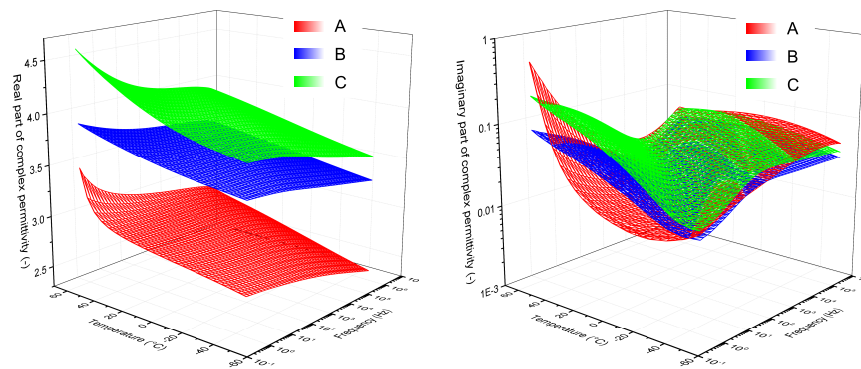 A
B
C
Real part of complex permittivity (-)
4.5
4.0
3.5
3.0
2.5
60
40
20
0
-20
-40
-60
Temperature (°C)
Frequency (Hz)
10⁻¹
10⁰
10¹
A
B
C
Imaginary part of complex permittivity (-)
1
0.1
0.01
1E-3
60
40
20
0
-20
-40
-60
Temperature (°C)
Frequency (Hz)
10⁻¹
10⁰
10¹